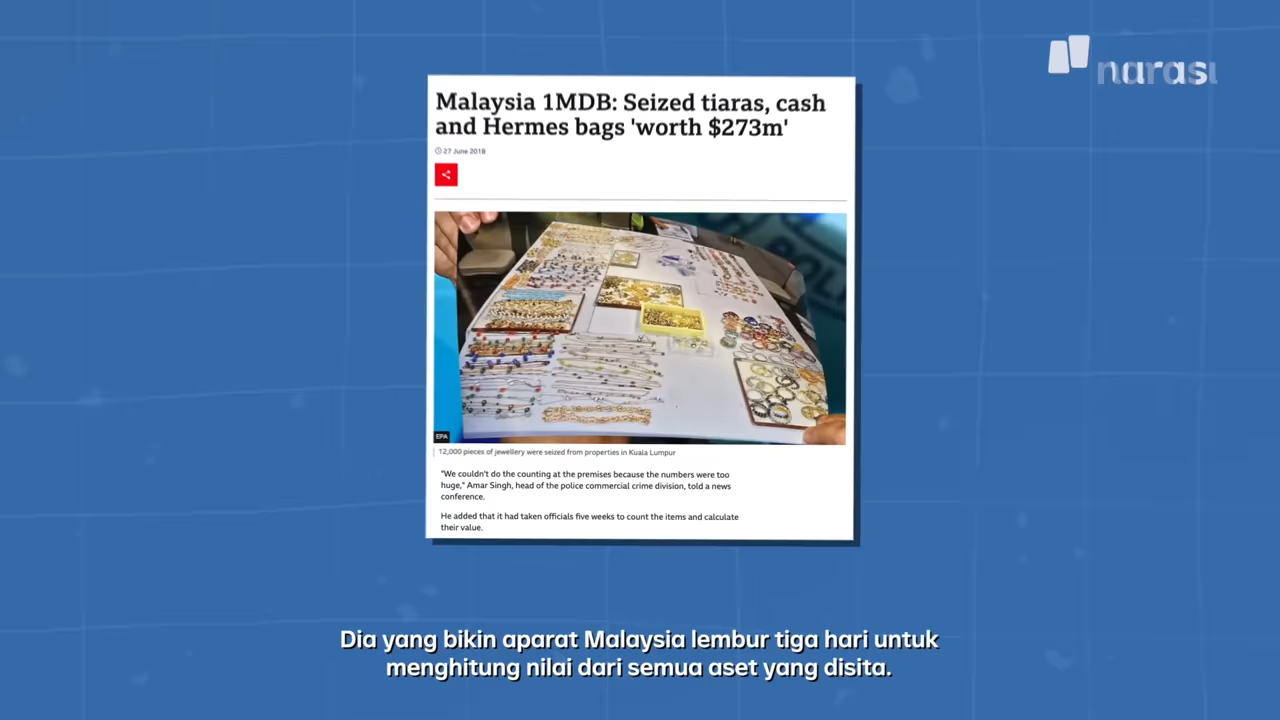 narasi
Malaysia 1MDB: Seized tiaras, cash
and Hermes bags 'worth $273m'
27 June 2018
EPA
12,000 pieces of jewellery were seized from properties in Kuala Lumpur
"We couldn't do the counting at the premises because the numbers were too
huge," Amar Singh, head of the police commercial crime division, told a news
conference.
He added that it had taken officials five weeks to count the items and calculate
their value.
Dia yang bikin aparat Malaysia lembur tiga hari untuk
menghitung nilai dari semua aset yang disita.